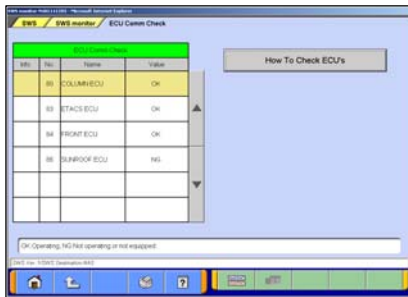 SWS SWS monitor ECU Comm Check
ECU Comm Check
Info No Name Value
COLUMN ECU OK
ETACS ECU OK
FRONT ECU OK
SUNROOF ECU NG
How To Check ECU's
OK:Operating, NG:Not operating or not equipped